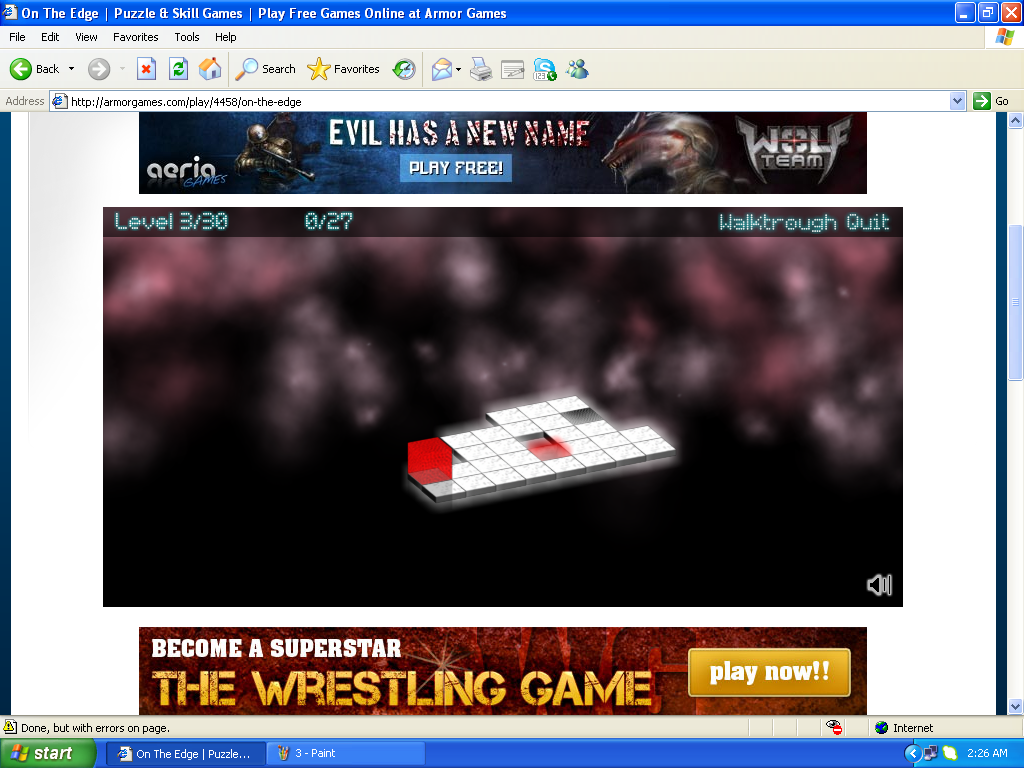 On The Edge | Puzzle & Skill Games | Play Free Games Online at Armor Games
File Edit View Favorites Tools Help
Back Search Favorites
Address http://armorgames.com/play/4458/on-the-edge Go
EVIL HAS A NEW NAME
PLAY FREE!
aeria GAMES
WOLF TEAM
Level 3/30 0/27 Walktrough Quit
BECOME A SUPERSTAR
THE WRESTLING GAME
play now!!
Done, but with errors on page. Internet
start On The Edge | Puzzle... 3 - Paint 2:26 AM